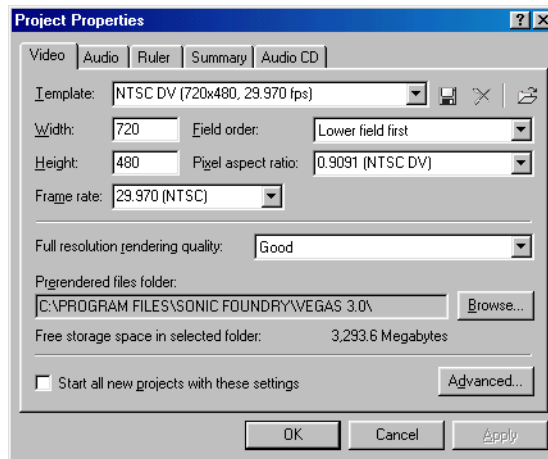 Project Properties
Video Audio Ruler Summary Audio CD
Template: NTSC DV (720x480, 29.970 fps)
Width: 720 Field order: Lower field first
Height: 480 Pixel aspect ratio: 0.9091 (NTSC DV)
Frame rate: 29.970 (NTSC)
Full resolution rendering quality: Good
Prerendered files folder:
C:\PROGRAM FILES\SONIC FOUNDRY\VEGAS 3.0\ Browse...
Free storage space in selected folder: 3,293.6 Megabytes
Start all new projects with these settings Advanced...
OK Cancel Apply